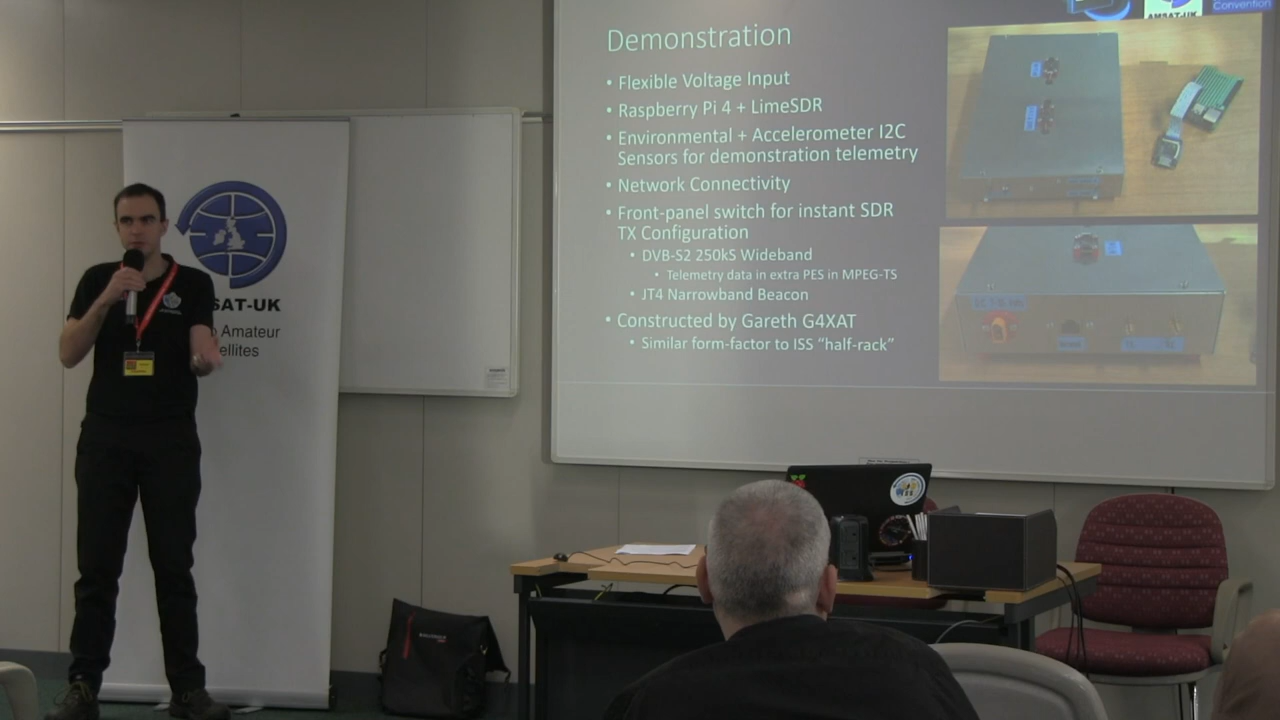 Convention
AMSAT-UK
Demonstration
• Flexible Voltage Input
• Raspberry Pi 4 + LimeSDR
• Environmental + Accelerometer I2C
Sensors for demonstration telemetry
• Network Connectivity
• Front-panel switch for instant SDR
TX Configuration
• DVB-S2 250kS Wideband
• Telemetry data in extra PES in MPEG-TS
• JT4 Narrowband Beacon
• Constructed by Gareth G4XAT
• Similar form-factor to ISS “half-rack”
SAT-UK
Amateur
ellites